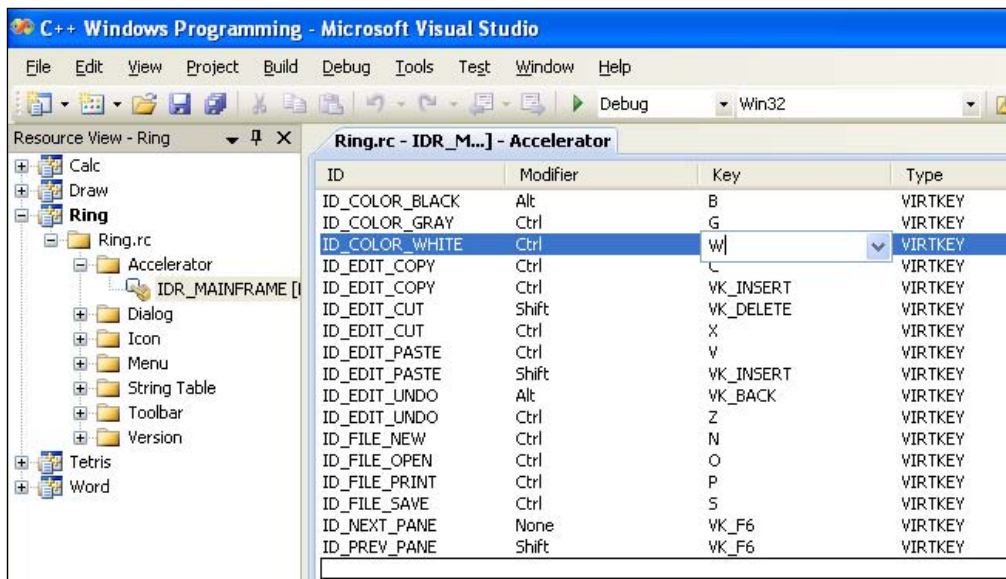 C++ Windows Programming - Microsoft Visual Studio
File Edit View Project Build Debug Tools Test Window Help
Debug Win32
Resource View - Ring
Calc
Draw
Ring
Ring.rc
Accelerator
IDR_MAINFRAME [
Dialog
Icon
Menu
String Table
Toolbar
Version
Tetris
Word
Ring.rc - IDR_M...] - Accelerator
ID Modifier Key Type
ID_COLOR_BLACK Alt B VIRTKEY
ID_COLOR_GRAY Ctrl G VIRTKEY
ID_COLOR_WHITE Ctrl W VIRTKEY
ID_EDIT_COPY Ctrl C VIRTKEY
ID_EDIT_COPY Ctrl VK_INSERT VIRTKEY
ID_EDIT_CUT Shift VK_DELETE VIRTKEY
ID_EDIT_CUT Ctrl X VIRTKEY
ID_EDIT_PASTE Ctrl V VIRTKEY
ID_EDIT_PASTE Shift VK_INSERT VIRTKEY
ID_EDIT_UNDO Alt VK_BACK VIRTKEY
ID_EDIT_UNDO Ctrl Z VIRTKEY
ID_FILE_NEW Ctrl N VIRTKEY
ID_FILE_OPEN Ctrl O VIRTKEY
ID_FILE_PRINT Ctrl P VIRTKEY
ID_FILE_SAVE Ctrl S VIRTKEY
ID_NEXT_PANE None VK_F6 VIRTKEY
ID_PREV_PANE Shift VK_F6 VIRTKEY